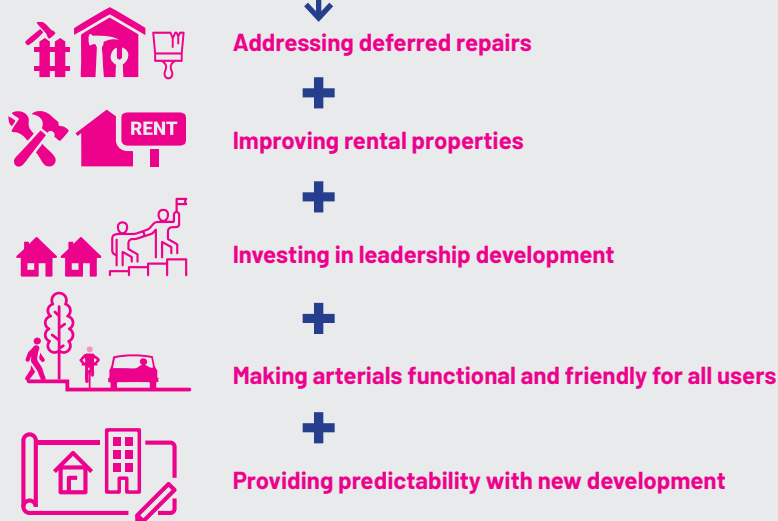 Addressing deferred repairs
RENT
Improving rental properties
Investing in leadership development
Making arterials functional and friendly for all users
Providing predictability with new development